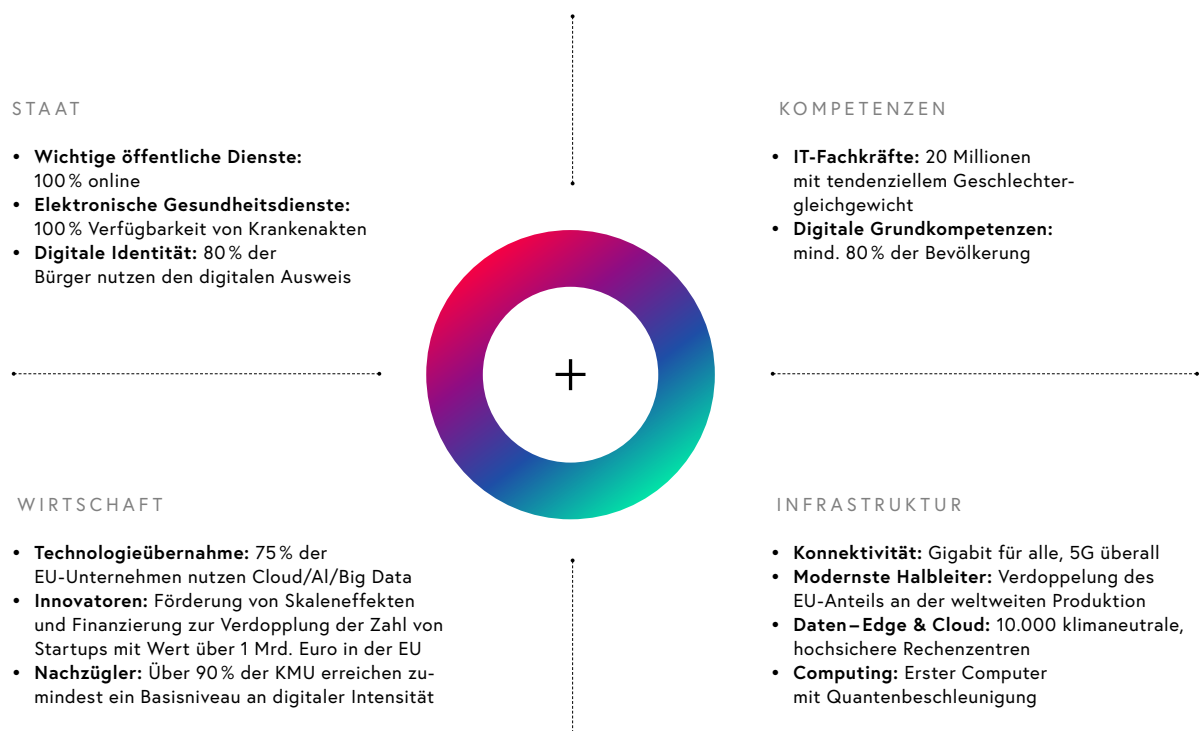 STAAT
• Wichtige öffentliche Dienste:
100 % online
• Elektronische Gesundheitsdienste:
100 % Verfügbarkeit von Krankenakten
• Digitale Identität: 80 % der
Bürger nutzen den digitalen Ausweis
KOMPETENZEN
• IT-Fachkräfte: 20 Millionen
mit tendenziellem Geschlechter-
gleichgewicht
• Digitale Grundkompetenzen:
mind. 80 % der Bevölkerung
+
WIRTSCHAFT
• Technologieübernahme: 75 % der
EU-Unternehmen nutzen Cloud/AI/Big Data
• Innovatoren: Förderung von Skaleneffekten
und Finanzierung zur Verdopplung der Zahl von
Startups mit Wert über 1 Mrd. Euro in der EU
• Nachzügler: Über 90 % der KMU erreichen zu-
mindest ein Basisniveau an digitaler Intensität
INFRASTRUKTUR
• Konnektivität: Gigabit für alle, 5G überall
• Modernste Halbleiter: Verdoppelung des
EU-Anteils an der weltweiten Produktion
• Daten – Edge & Cloud: 10.000 klimaneutrale,
hochsichere Rechenzentren
• Computing: Erster Computer
mit Quantenbeschleunigung